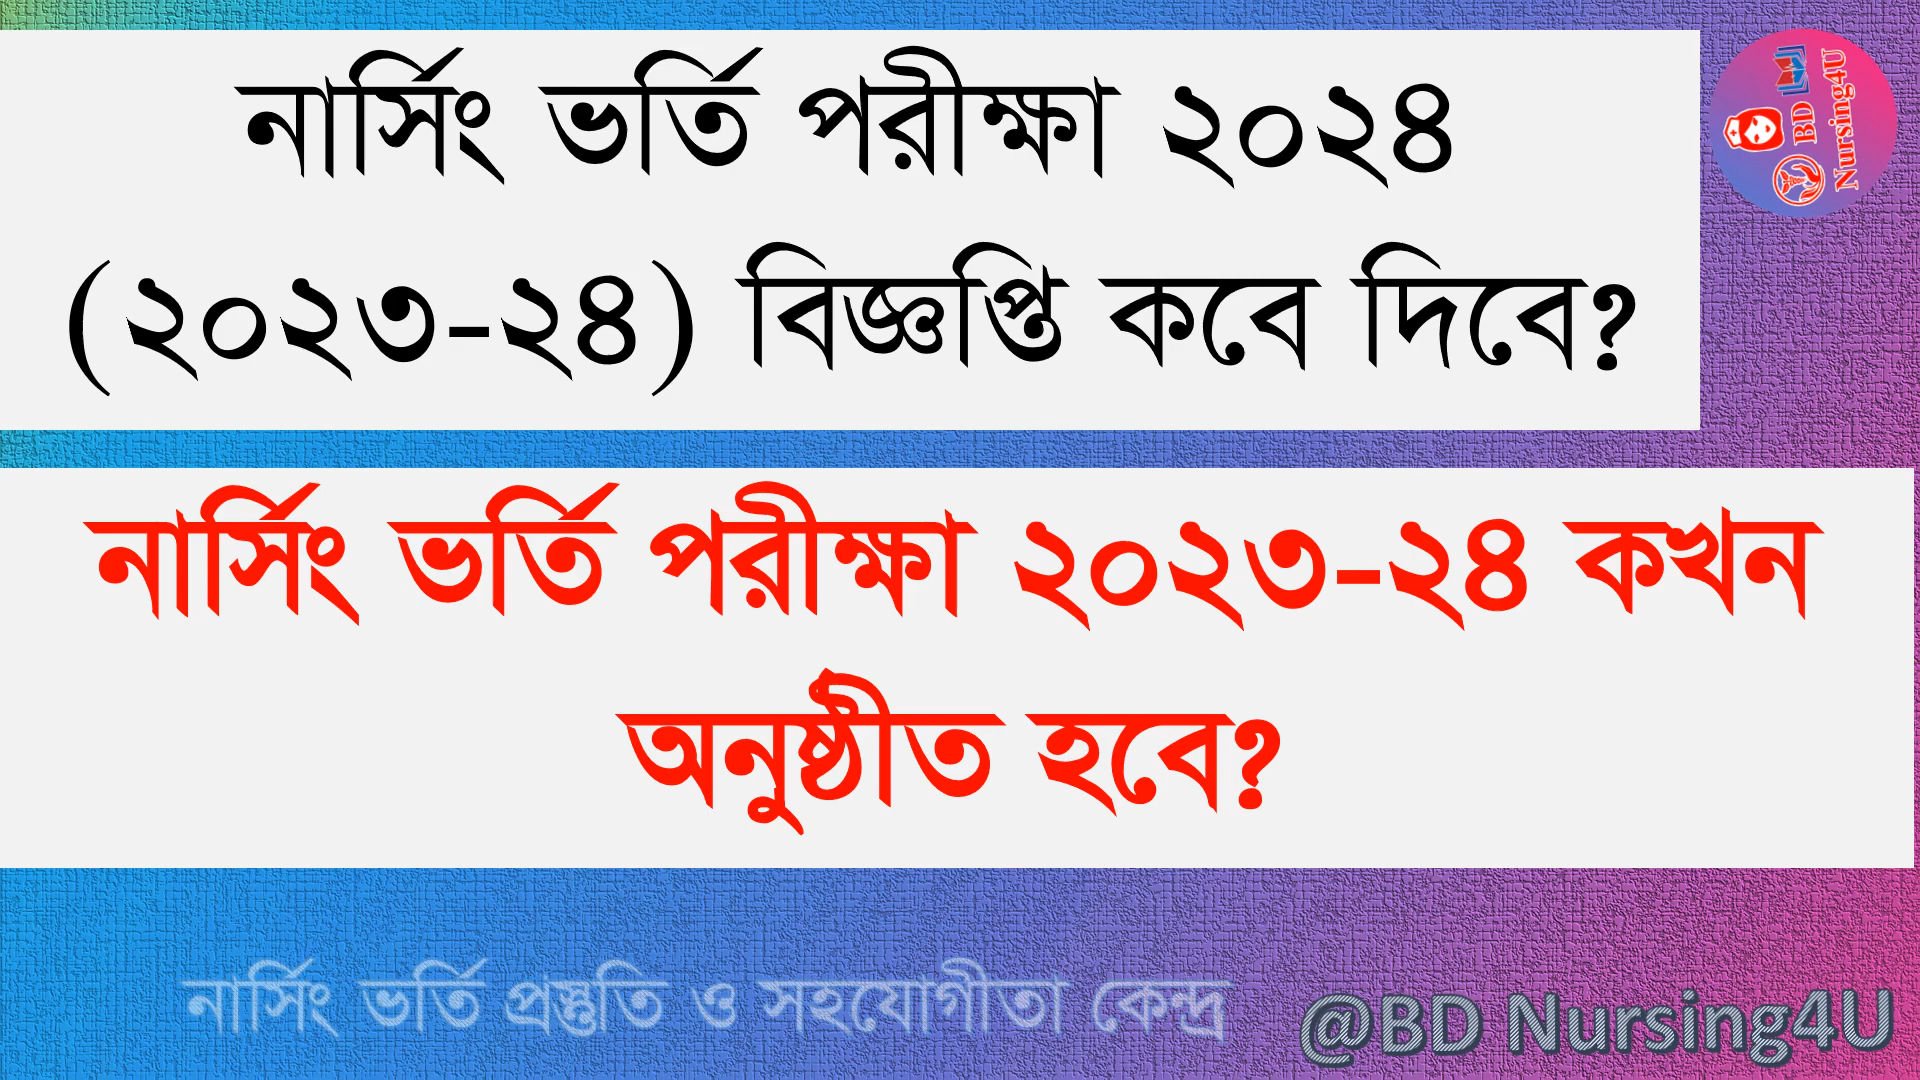 নার্সিং ভর্তি পরীক্ষা ২০২৪
(২০২৩-২৪) বিজ্ঞপ্তি কবে দিবে?
BD
Nursing4U
নার্সিং ভর্তি পরীক্ষা ২০২৩-২৪ কখন
অনুষ্ঠীত হবে?
নার্সিং ভর্তি প্রস্তুতি ও সহযোগীতা কেন্দ্র
@BD Nursing4U